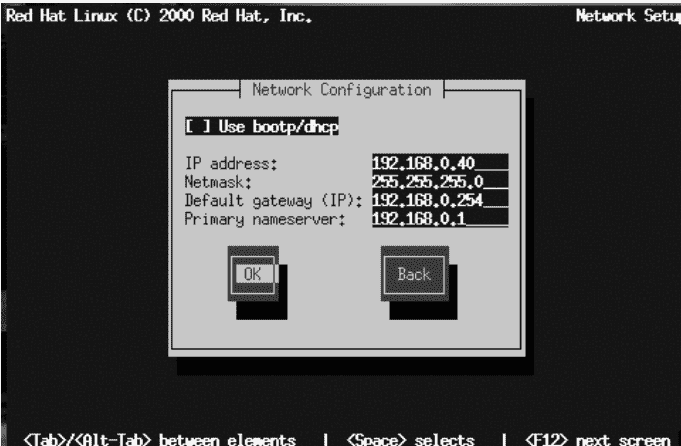 Red Hat Linux (C) 2000 Red Hat, Inc. Network Setup
Network Configuration
[ ] Use bootp/dhcp
IP address: 192.168.0.40
Netmask: 255.255.255.0
Default gateway (IP): 192.168.0.254
Primary nameserver: 192.168.0.1
OK Back
<Tab>/<Alt-Tab> between elements | <Space> selects | <F12> next screen